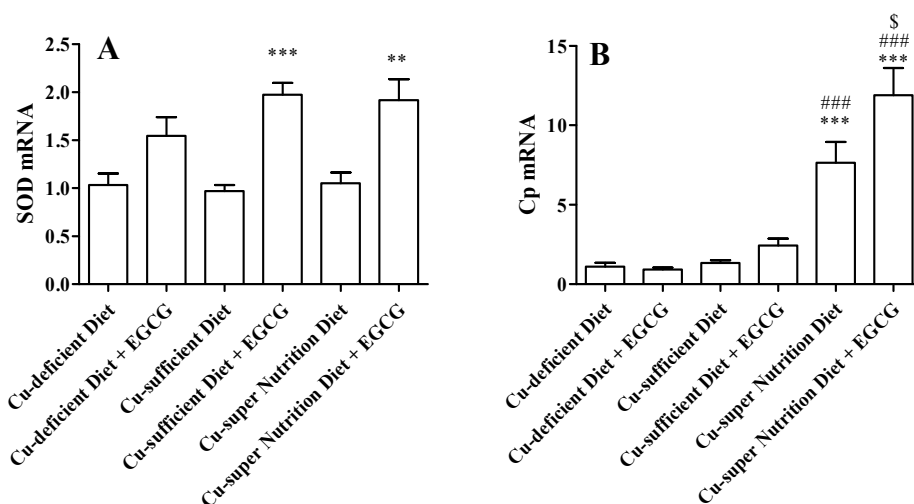 A
SOD mRNA
2.5
2.0
1.5
1.0
0.5
0.0
***
**
Cu-deficient Diet
Cu-deficient Diet + EGCG
Cu-sufficient Diet
Cu-sufficient Diet + EGCG
Cu-super Nutrition Diet
Cu-super Nutrition Diet + EGCG
B
Cp mRNA
15
10
5
0
###
***
$
###
***
Cu-deficient Diet
Cu-deficient Diet + EGCG
Cu-sufficient Diet
Cu-sufficient Diet + EGCG
Cu-super Nutrition Diet
Cu-super Nutrition Diet + EGCG